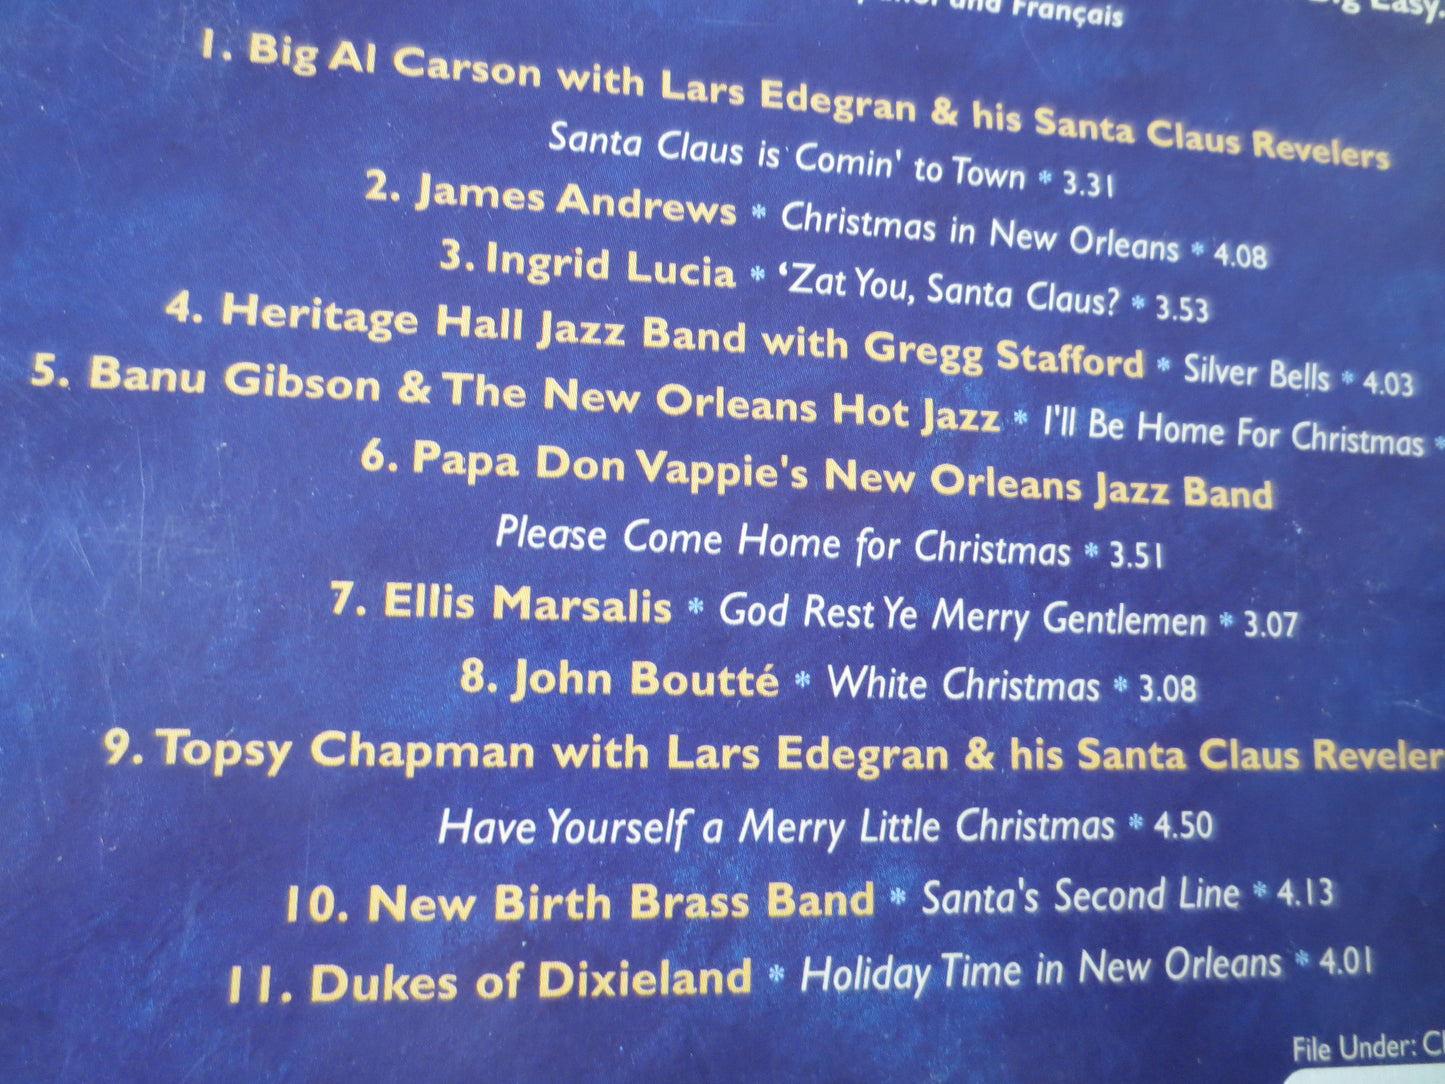 und Français
Big Easy.
1. Big Al Carson with Lars Edegran & his Santa Claus Revelers
Santa Claus is Comin' to Town * 3.31
2. James Andrews * Christmas in New Orleans * 4.08
3. Ingrid Lucia * ‘Zat You, Santa Claus? * 3.53
4. Heritage Hall Jazz Band with Gregg Stafford * Silver Bells * 4.03
5. Banu Gibson & The New Orleans Hot Jazz * I'll Be Home For Christmas *
6. Papa Don Vappie's New Orleans Jazz Band
Please Come Home for Christmas * 3.51
7. Ellis Marsalis * God Rest Ye Merry Gentlemen * 3.07
8. John Boutté * White Christmas * 3.08
9. Topsy Chapman with Lars Edegran & his Santa Claus Reveler
Have Yourself a Merry Little Christmas * 4.50
10. New Birth Brass Band * Santa's Second Line * 4.13
11. Dukes of Dixieland * Holiday Time in New Orleans * 4.01
File Under: